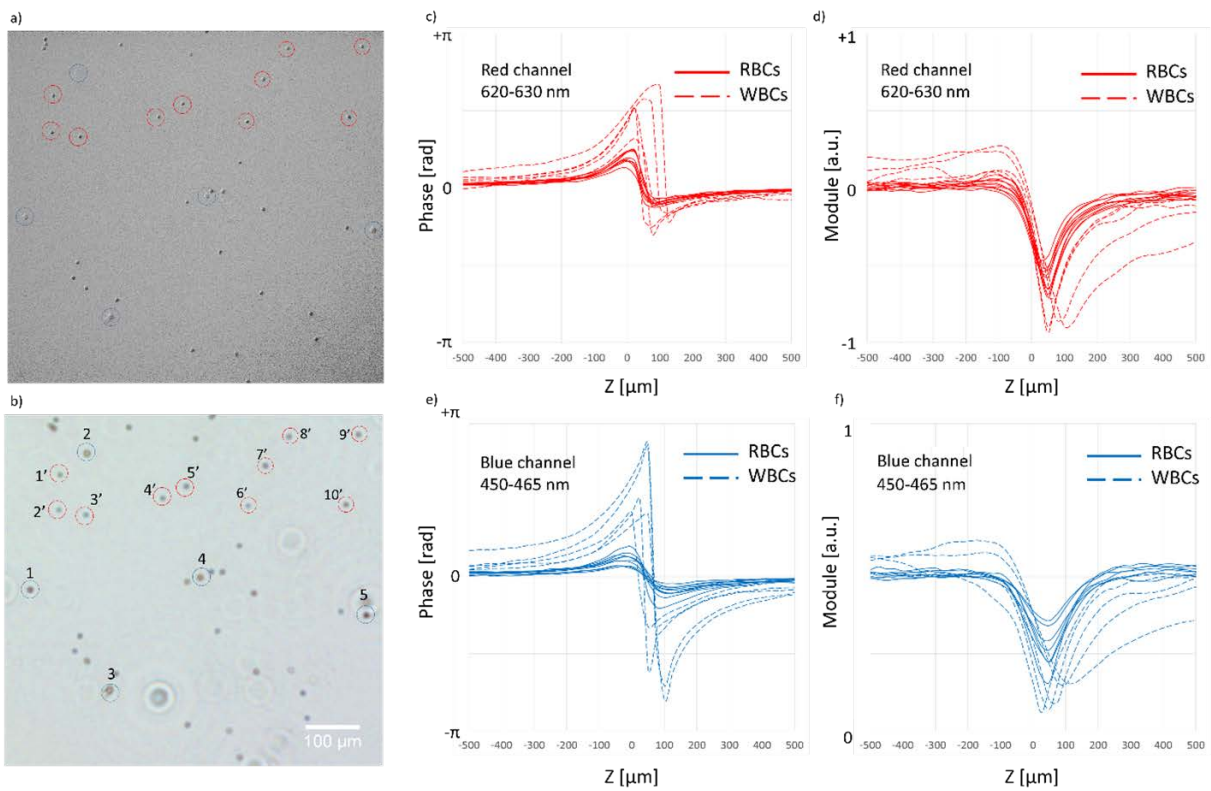 a)
b)
2
1'
2'
3'
4'
5'
6'
7'
8'
9'
10'
1
4
5
3
100 µm
c)
+π
Phase [rad]
0
-π
Red channel
620-630 nm
RBCs
WBCs
-500 -400 -300 -200 -100 0 100 200 300 400 500
Z [µm]
d)
+1
Module [a.u.]
0
-1
Red channel
620-630 nm
RBCs
WBCs
-500 -400 -300 -200 -100 0 100 200 300 400 500
Z [µm]
e)
+π
Phase [rad]
0
-π
Blue channel
450-465 nm
RBCs
WBCs
-500 -400 -300 -200 -100 0 100 200 300 400 500
Z [µm]
f)
1
Module [a.u.]
0
Blue channel
450-465 nm
RBCs
WBCs
-500 -400 -300 -200 -100 0 100 200 300 400 500
Z [µm]